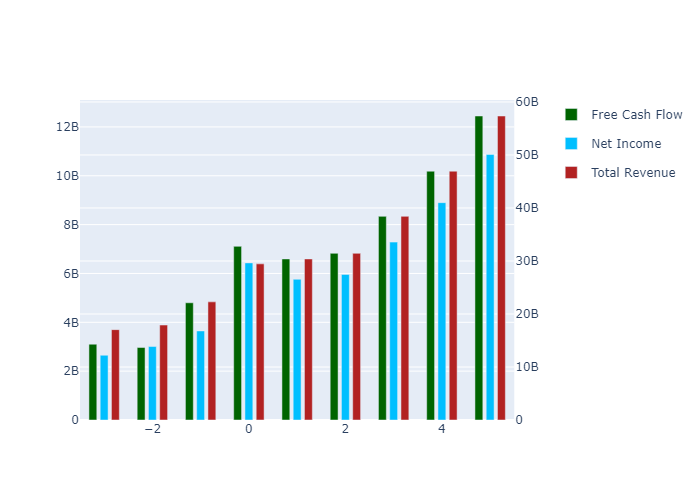 60B
12B
Free Cash Flow
50B
Net Income
10B
Total Revenue
8B
40B
6B
30B
4B
20B
2B
10B
0
0
−2
0
2
4